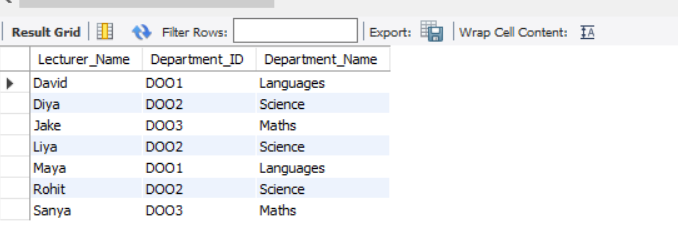 Result Grid Filter Rows: Export: Wrap Cell Content: IA
Lecturer_Name Department_ID Department_Name
David DOO1 Languages
Diya DOO2 Science
Jake DOO3 Maths
Liya DOO2 Science
Maya DOO1 Languages
Rohit DOO2 Science
Sanya DOO3 Maths